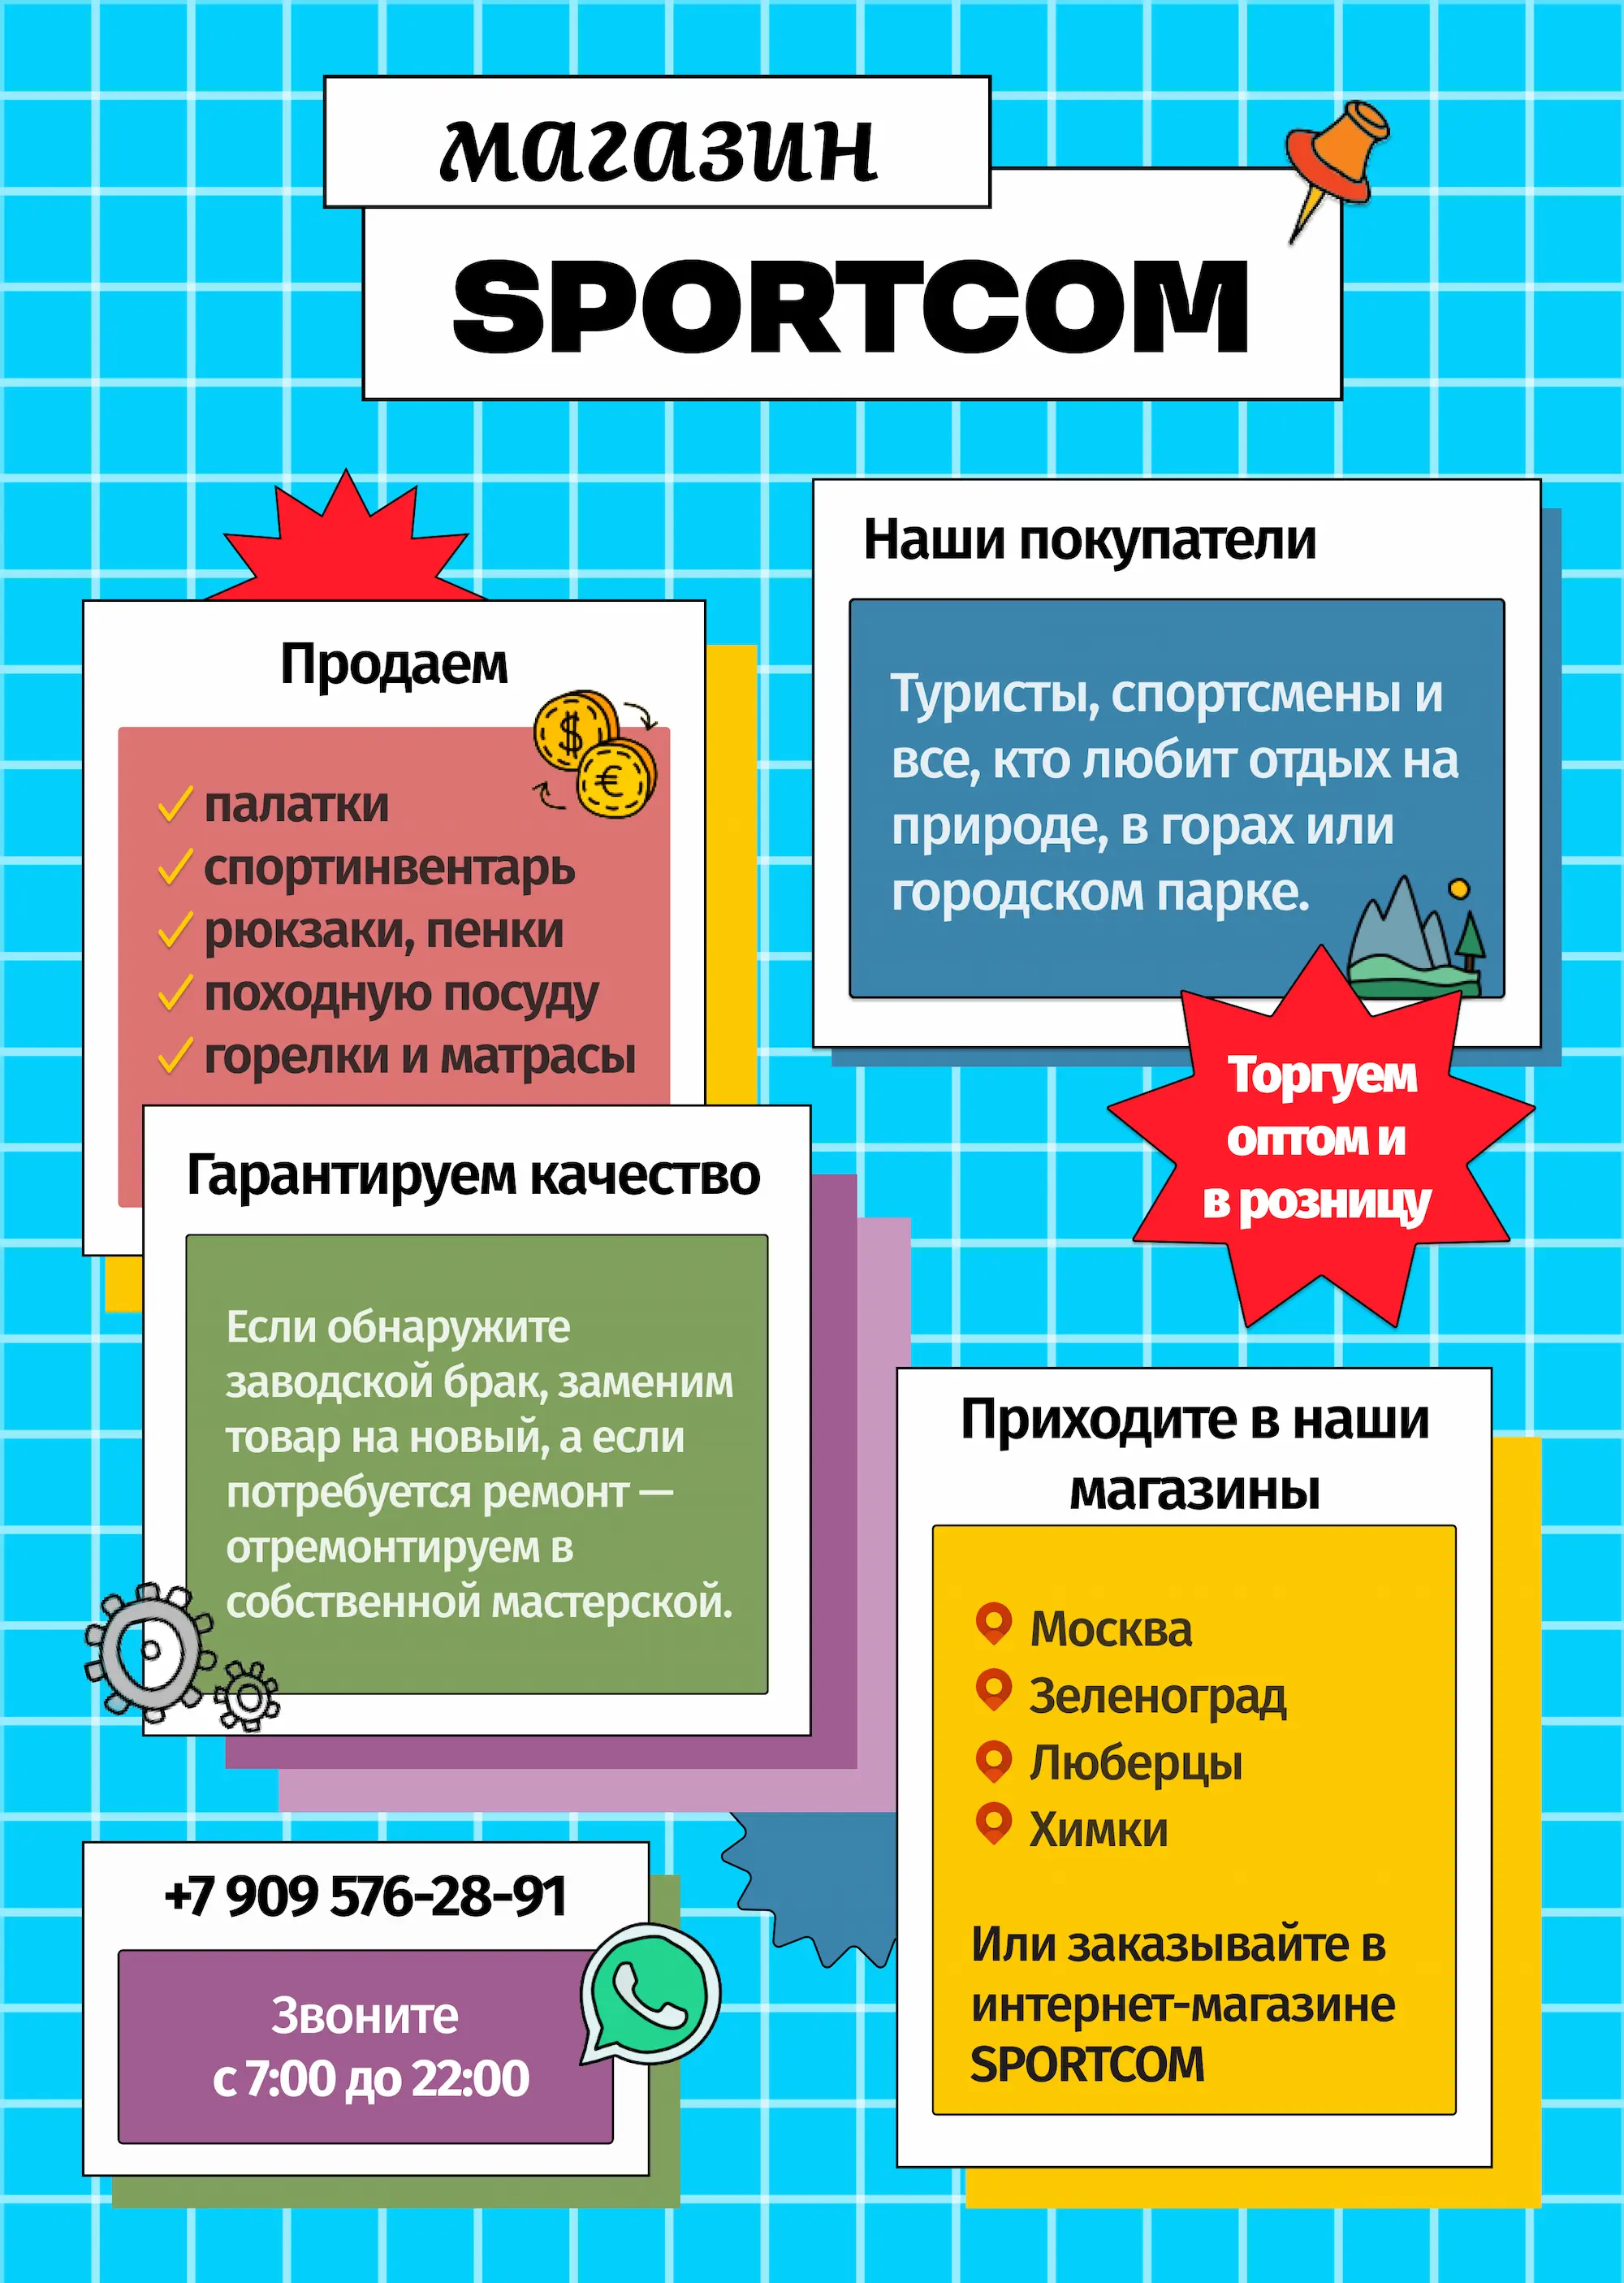 магазин
SPORTCOM
Продаем
$
€
палатки
спортинвентарь
рюкзаки, пенки
походную посуду
горелки и матрасы
Наши покупатели
Туристы, спортсмены и
все, кто любит отдых на
природе, в горах или
городском парке.
Торгуем
оптом и
в розницу
Гарантируем качество
Если обнаружите
заводской брак, заменим
товар на новый, а если
потребуется ремонт —
отремонтируем в
собственной мастерской.
Приходите в наши
магазины
Москва
Зеленоград
Люберцы
Химки
Или заказывайте в
интернет-магазине
SPORTCOM
+7 909 576-28-91
Звоните
с 7:00 до 22:00